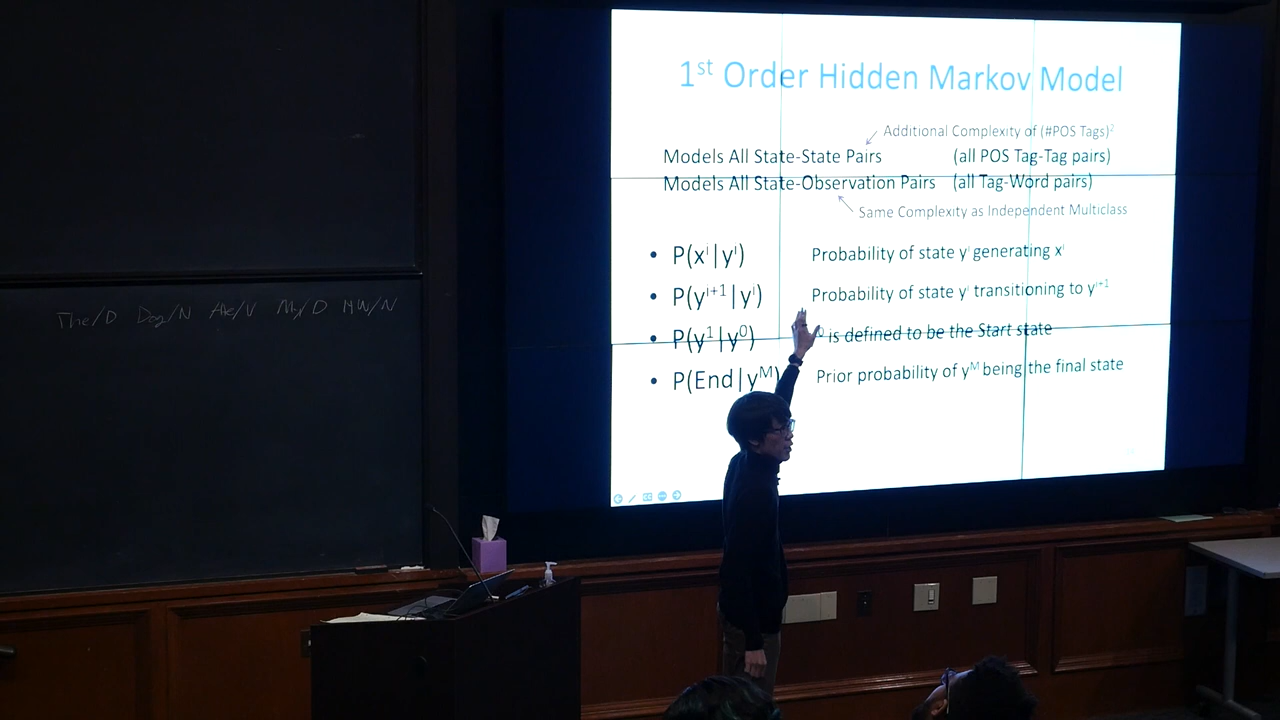 1st Order Hidden Markov Model
Additional Complexity of (#POS Tags)²
Models All State-State Pairs (all POS Tag-Tag pairs)
Models All State-Observation Pairs (all Tag-Word pairs)
Same Complexity as Independent Multiclass
• P(xⁱ|yⁱ) Probability of state yⁱ generating xⁱ
• P(yⁱ⁺¹|yⁱ) Probability of state yⁱ transitioning to yⁱ⁺¹
• P(y¹|y⁰) is defined to be the Start state
• P(End|yᴹ) Prior probability of yᴹ being the final state
The/D Dog/N Ate/V My/D HW/N